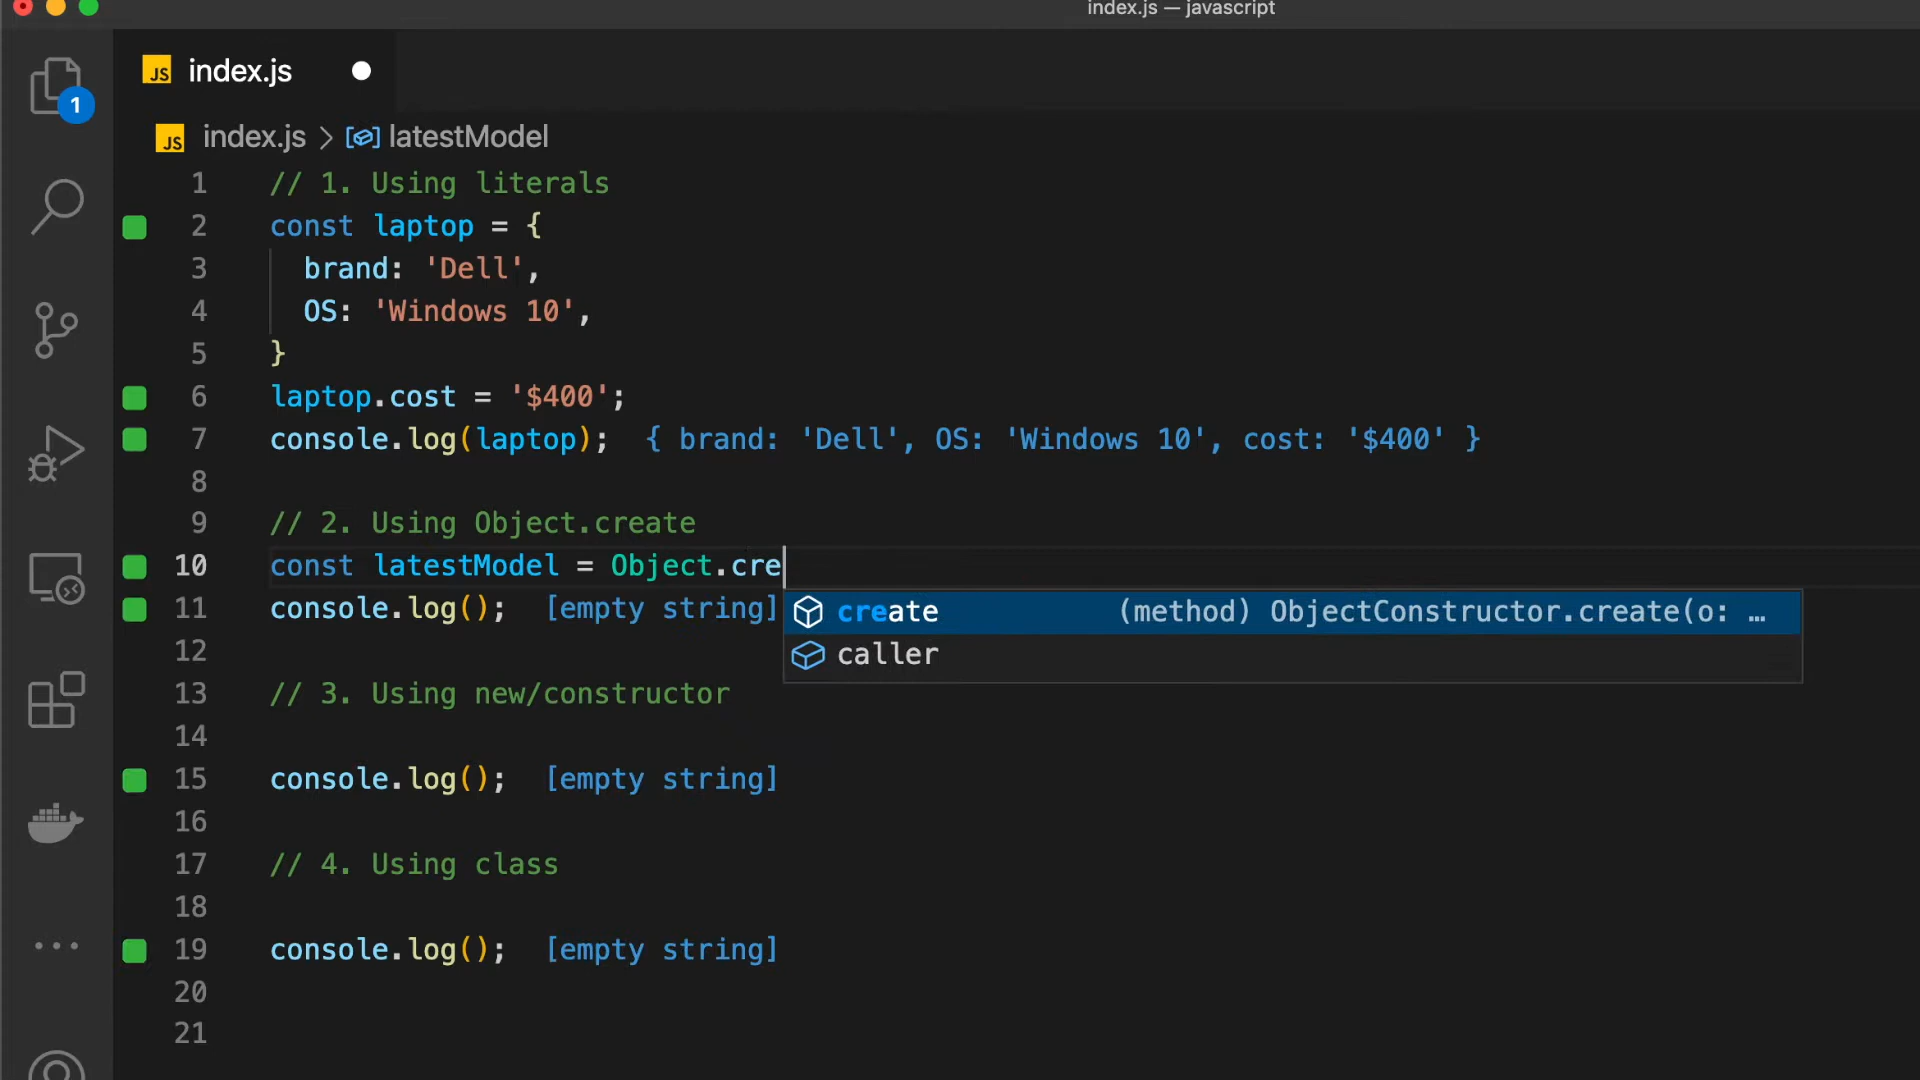 index.js — javascript
JS index.js
1
JS index.js > latestModel
1 // 1. Using literals
2 const laptop = {
3 brand: 'Dell',
4 OS: 'Windows 10',
5 }
6 laptop.cost = '$400';
7 console.log(laptop); { brand: 'Dell', OS: 'Windows 10', cost: '$400' }
8
9 // 2. Using Object.create
10 const latestModel = Object.cre
create (method) ObjectConstructor.create(o: …
11 console.log(); [empty string]
caller
12
13 // 3. Using new/constructor
14
15 console.log(); [empty string]
16
17 // 4. Using class
18
19 console.log(); [empty string]
20
21